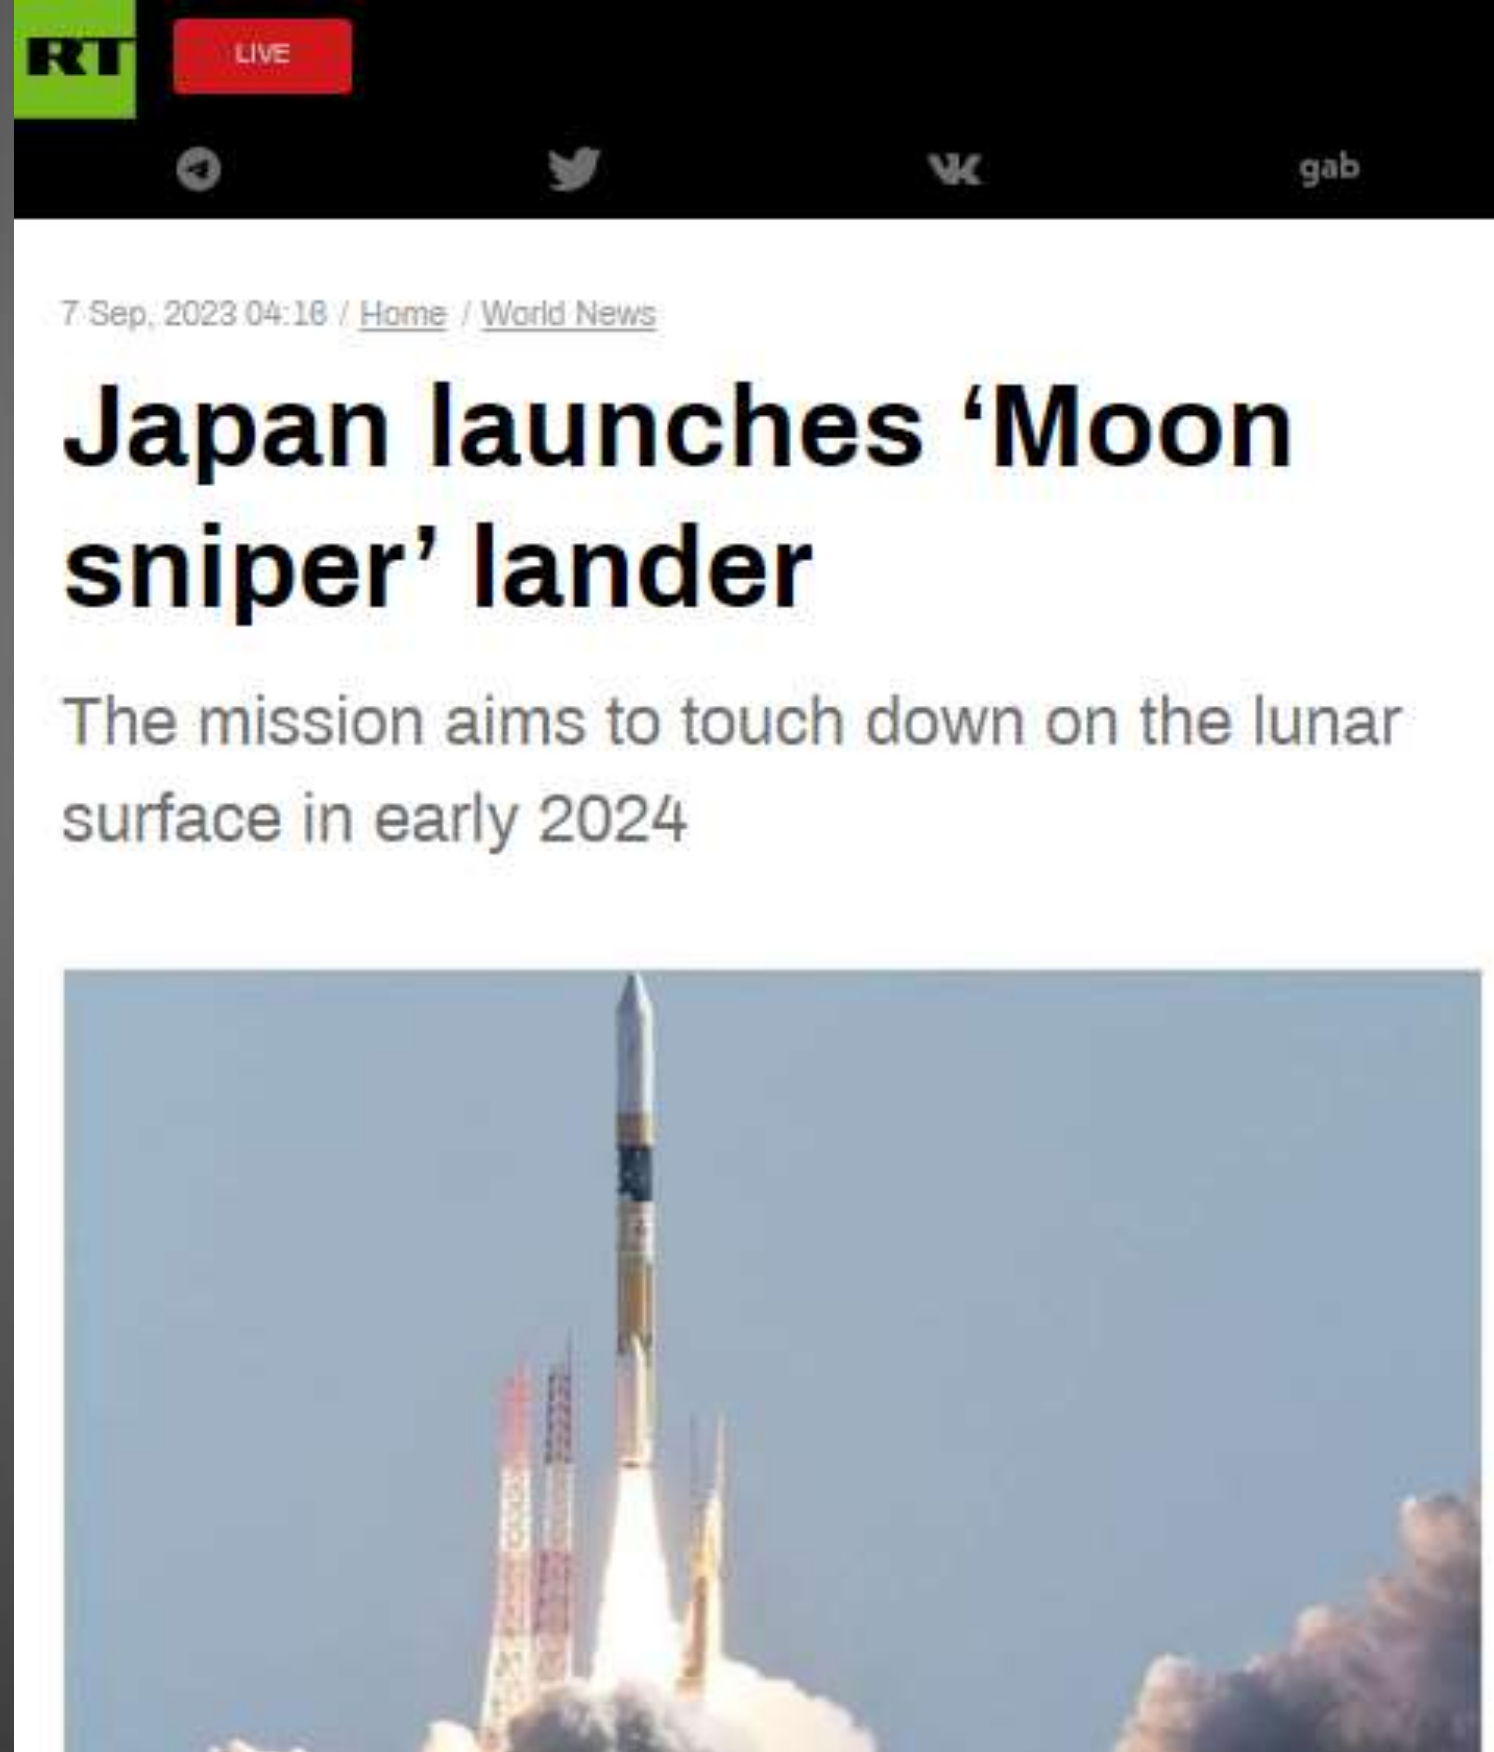 RT
LIVE
gab
7 Sep, 2023 04:18 / Home / World News
Japan launches ‘Moon
sniper’ lander
The mission aims to touch down on the lunar
surface in early 2024